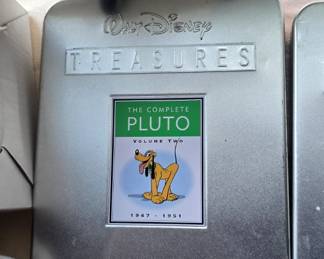 Walt Disney
TREASURES
THE COMPLETE
PLUTO
VOLUME TWO
1947 - 1951